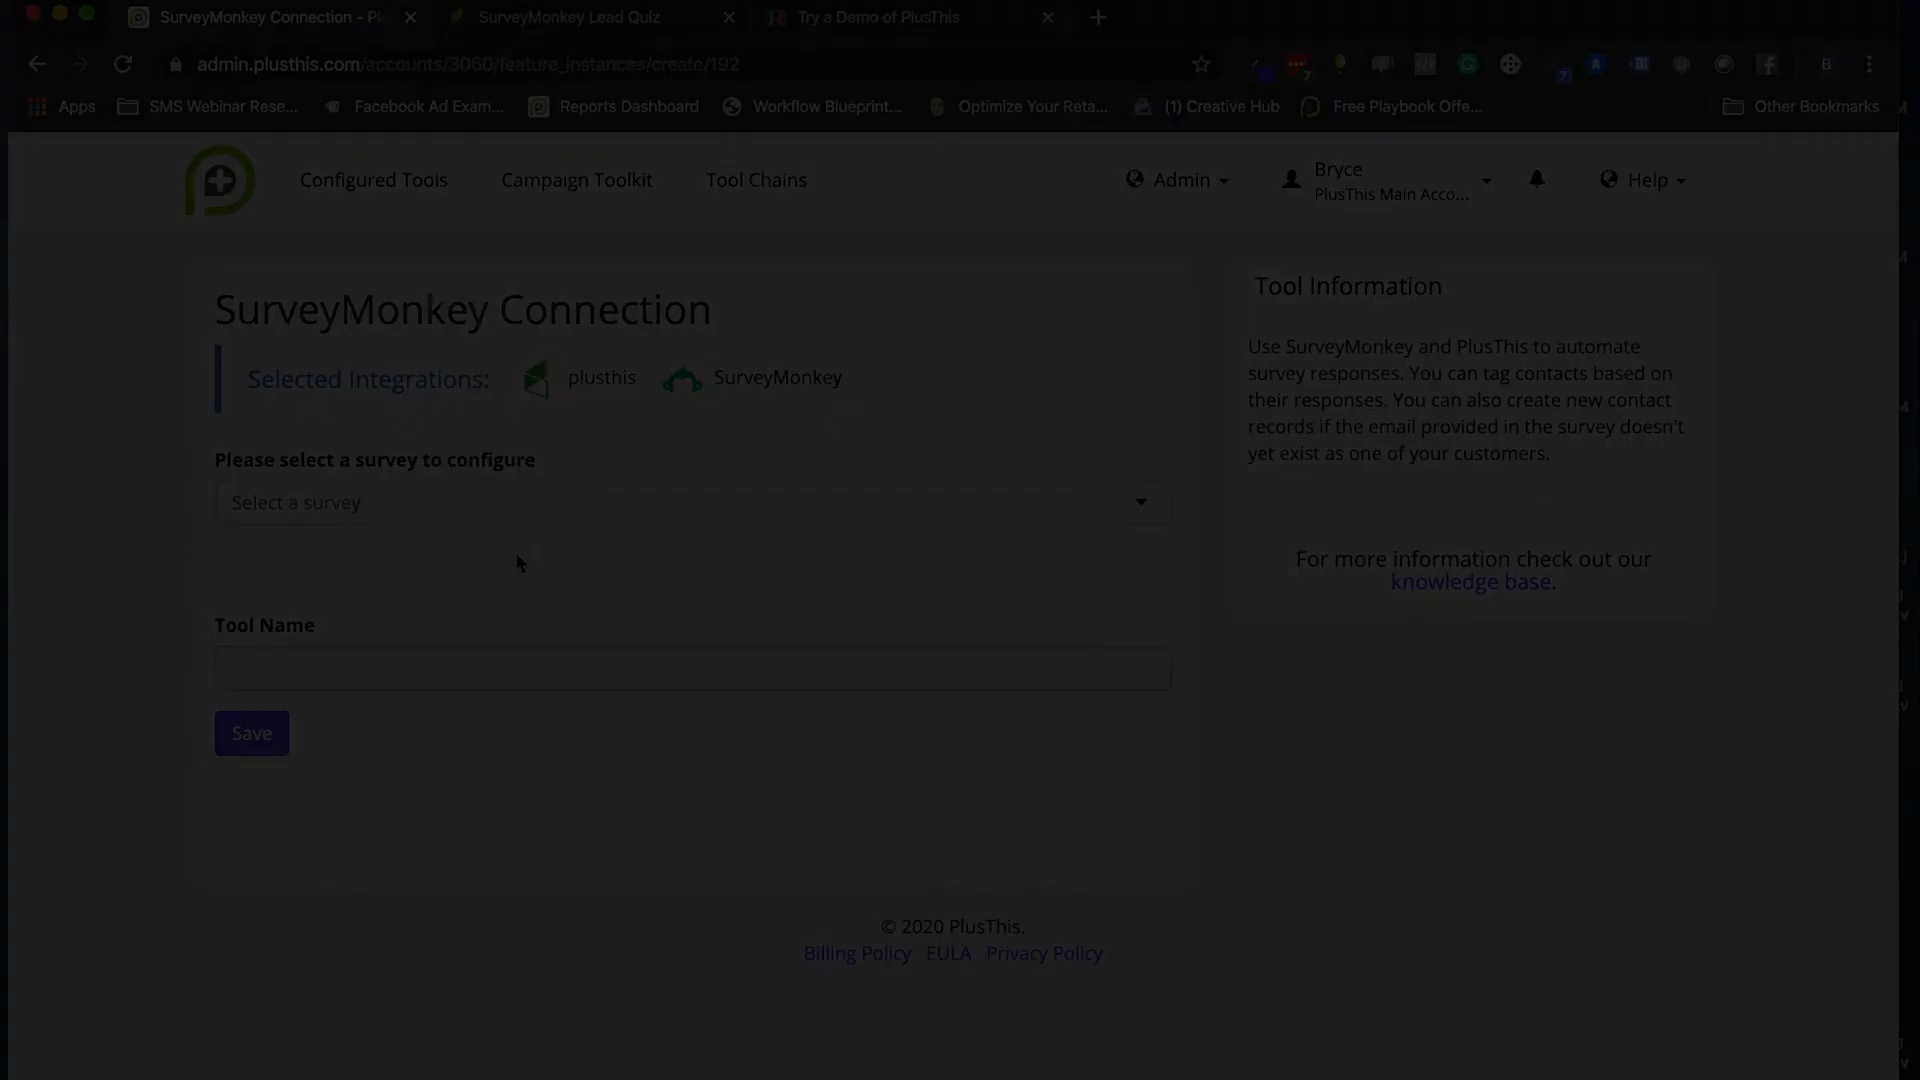 SurveyMonkey Connection - Pl
SurveyMonkey Lead Quiz
Try a Demo of PlusThis
admin.plusthis.com/accounts/3060/feature_instances/create/192
7
7
B
Apps
SMS Webinar Rese...
Facebook Ad Exam...
Reports Dashboard
Workflow Blueprint...
Optimize Your Reta...
(1) Creative Hub
Free Playbook Offe...
Other Bookmarks
Configured Tools
Campaign Toolkit
Tool Chains
Admin
Bryce
PlusThis Main Acco...
Help
SurveyMonkey Connection
Selected Integrations:
plusthis
SurveyMonkey
Please select a survey to configure
Select a survey
Tool Name
Save
Tool Information
Use SurveyMonkey and PlusThis to automate
survey responses. You can tag contacts based on
their responses. You can also create new contact
records if the email provided in the survey doesn't
yet exist as one of your customers.
For more information check out our
knowledge base.
© 2020 PlusThis.
Billing Policy EULA Privacy Policy